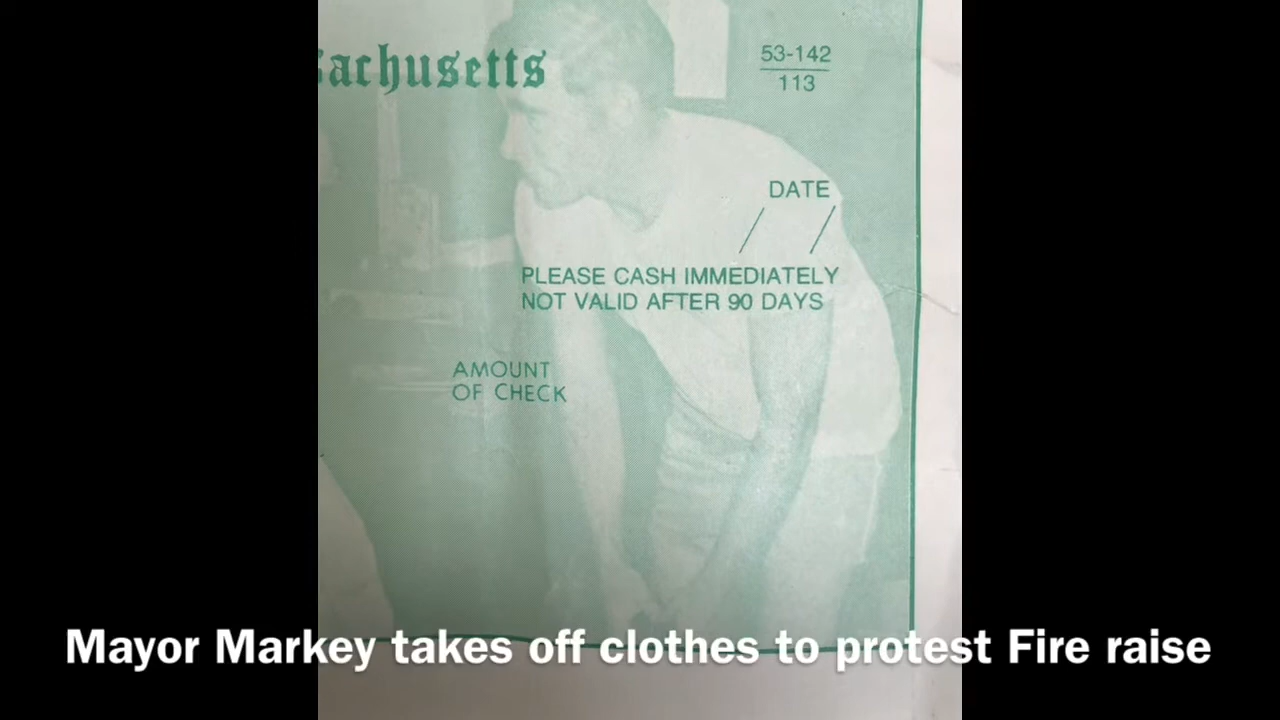 sachusetts
53-142
113
DATE
/ /
PLEASE CASH IMMEDIATELY
NOT VALID AFTER 90 DAYS
AMOUNT
OF CHECK
Mayor Markey takes off clothes to protest Fire raise